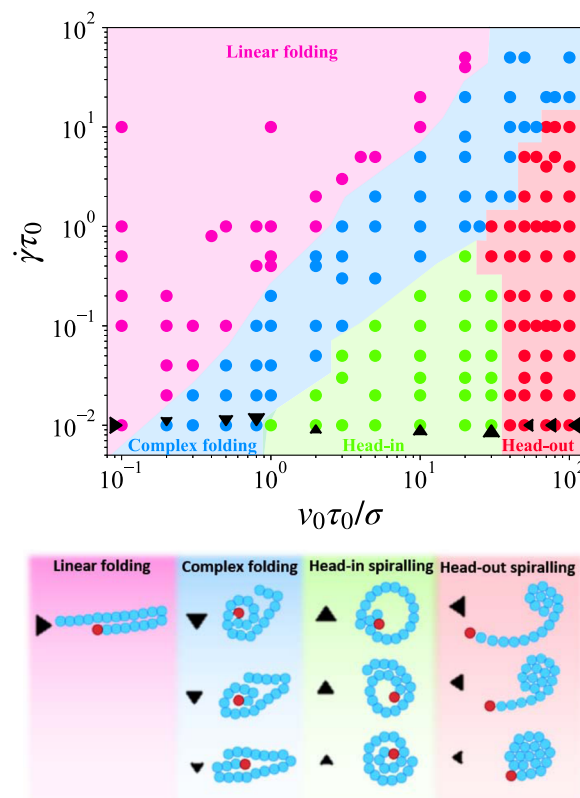 10²
Linear folding
10¹
10⁰
γ̇τ₀
10⁻¹
10⁻²
Complex folding Head-in Head-out
10⁻¹ 10⁰ 10¹ 10²
v₀τ₀/σ
Linear folding Complex folding Head-in spiralling Head-out spiralling